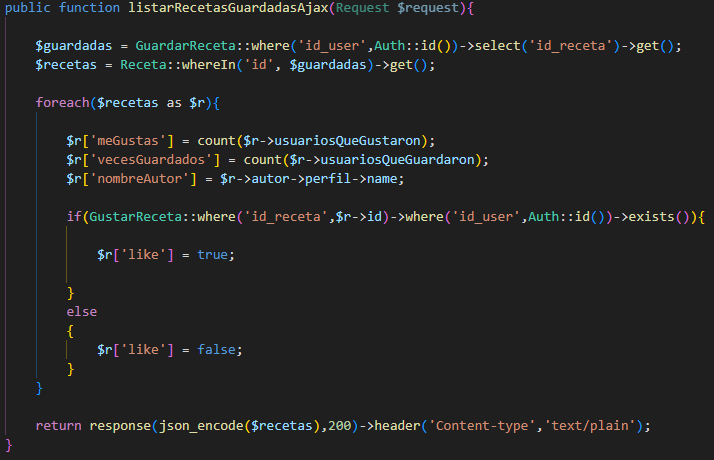 public function listarRecetasGuardadasAjax(Request $request){
$guardadas = GuardarReceta::where('id_user',Auth::id())->select('id_receta')->get();
$recetas = Receta::whereIn('id', $guardadas)->get();
foreach($recetas as $r){
$r['meGustas'] = count($r->usuariosQueGustaron);
$r['vecesGuardados'] = count($r->usuariosQueGuardaron);
$r['nombreAutor'] = $r->autor->perfil->name;
if(GustarReceta::where('id_receta',$r->id)->where('id_user',Auth::id())->exists()){
$r['like'] = true;
}
else
{
$r['like'] = false;
}
}
return response(json_encode($recetas),200)->header('Content-type','text/plain');
}